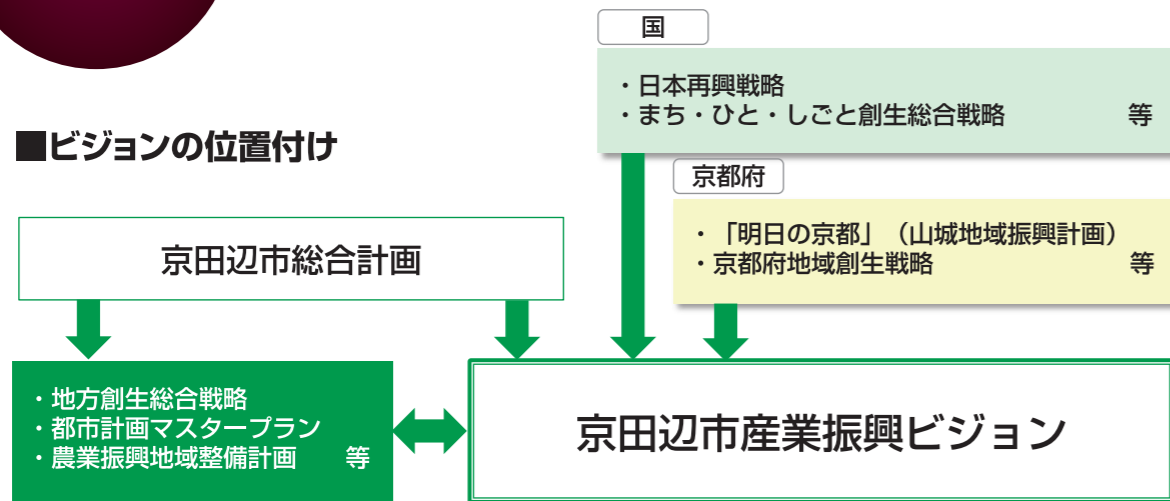 国
・日本再興戦略
・まち・ひと・しごと創生総合戦略 等
■ビジョンの位置付け
京都府
・「明日の京都」（山城地域振興計画）
・京都府地域創生戦略 等
京田辺市総合計画
・地方創生総合戦略
・都市計画マスタープラン
・農業振興地域整備計画 等
京田辺市産業振興ビジョン